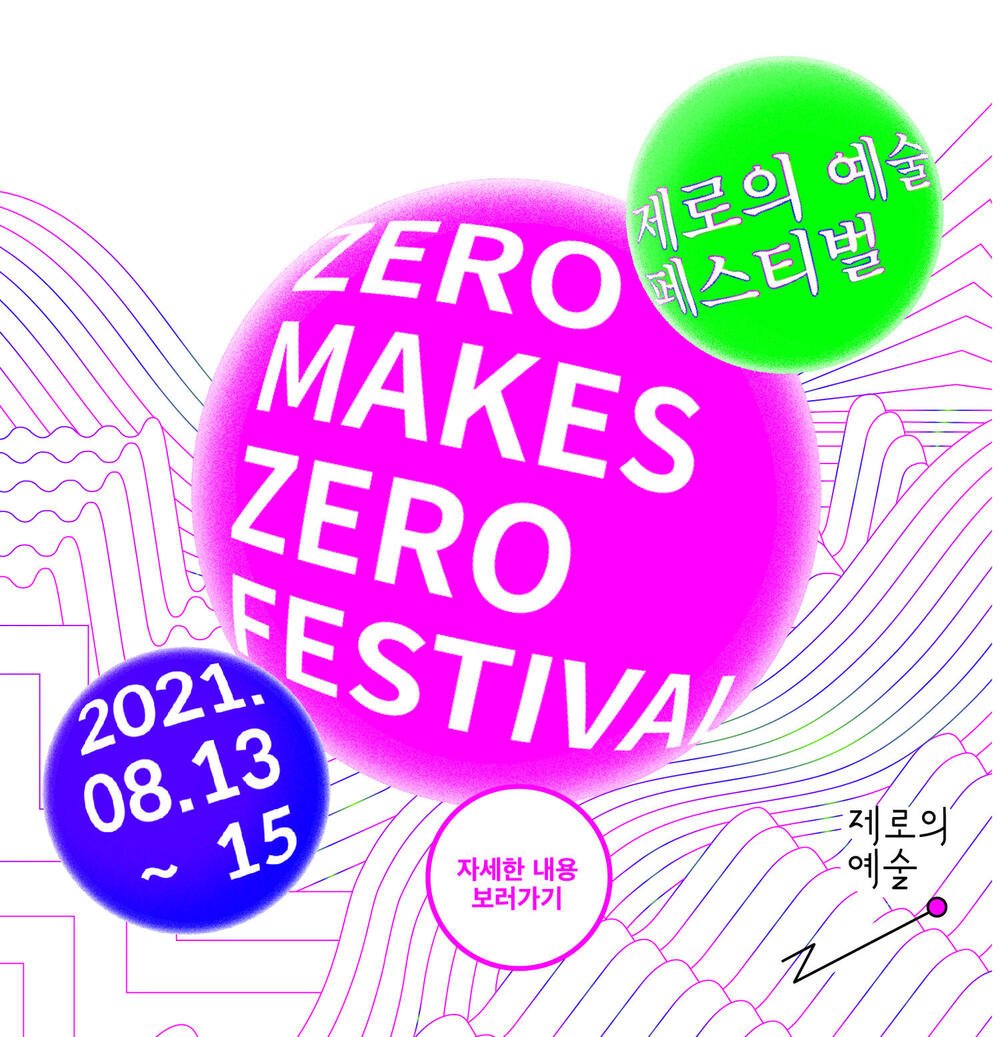 제로의 예술
페스티벌
ZERO
MAKES
ZERO
FESTIVAL
2021.
08.13
~ 15
자세한 내용
보러가기
제로의
예술